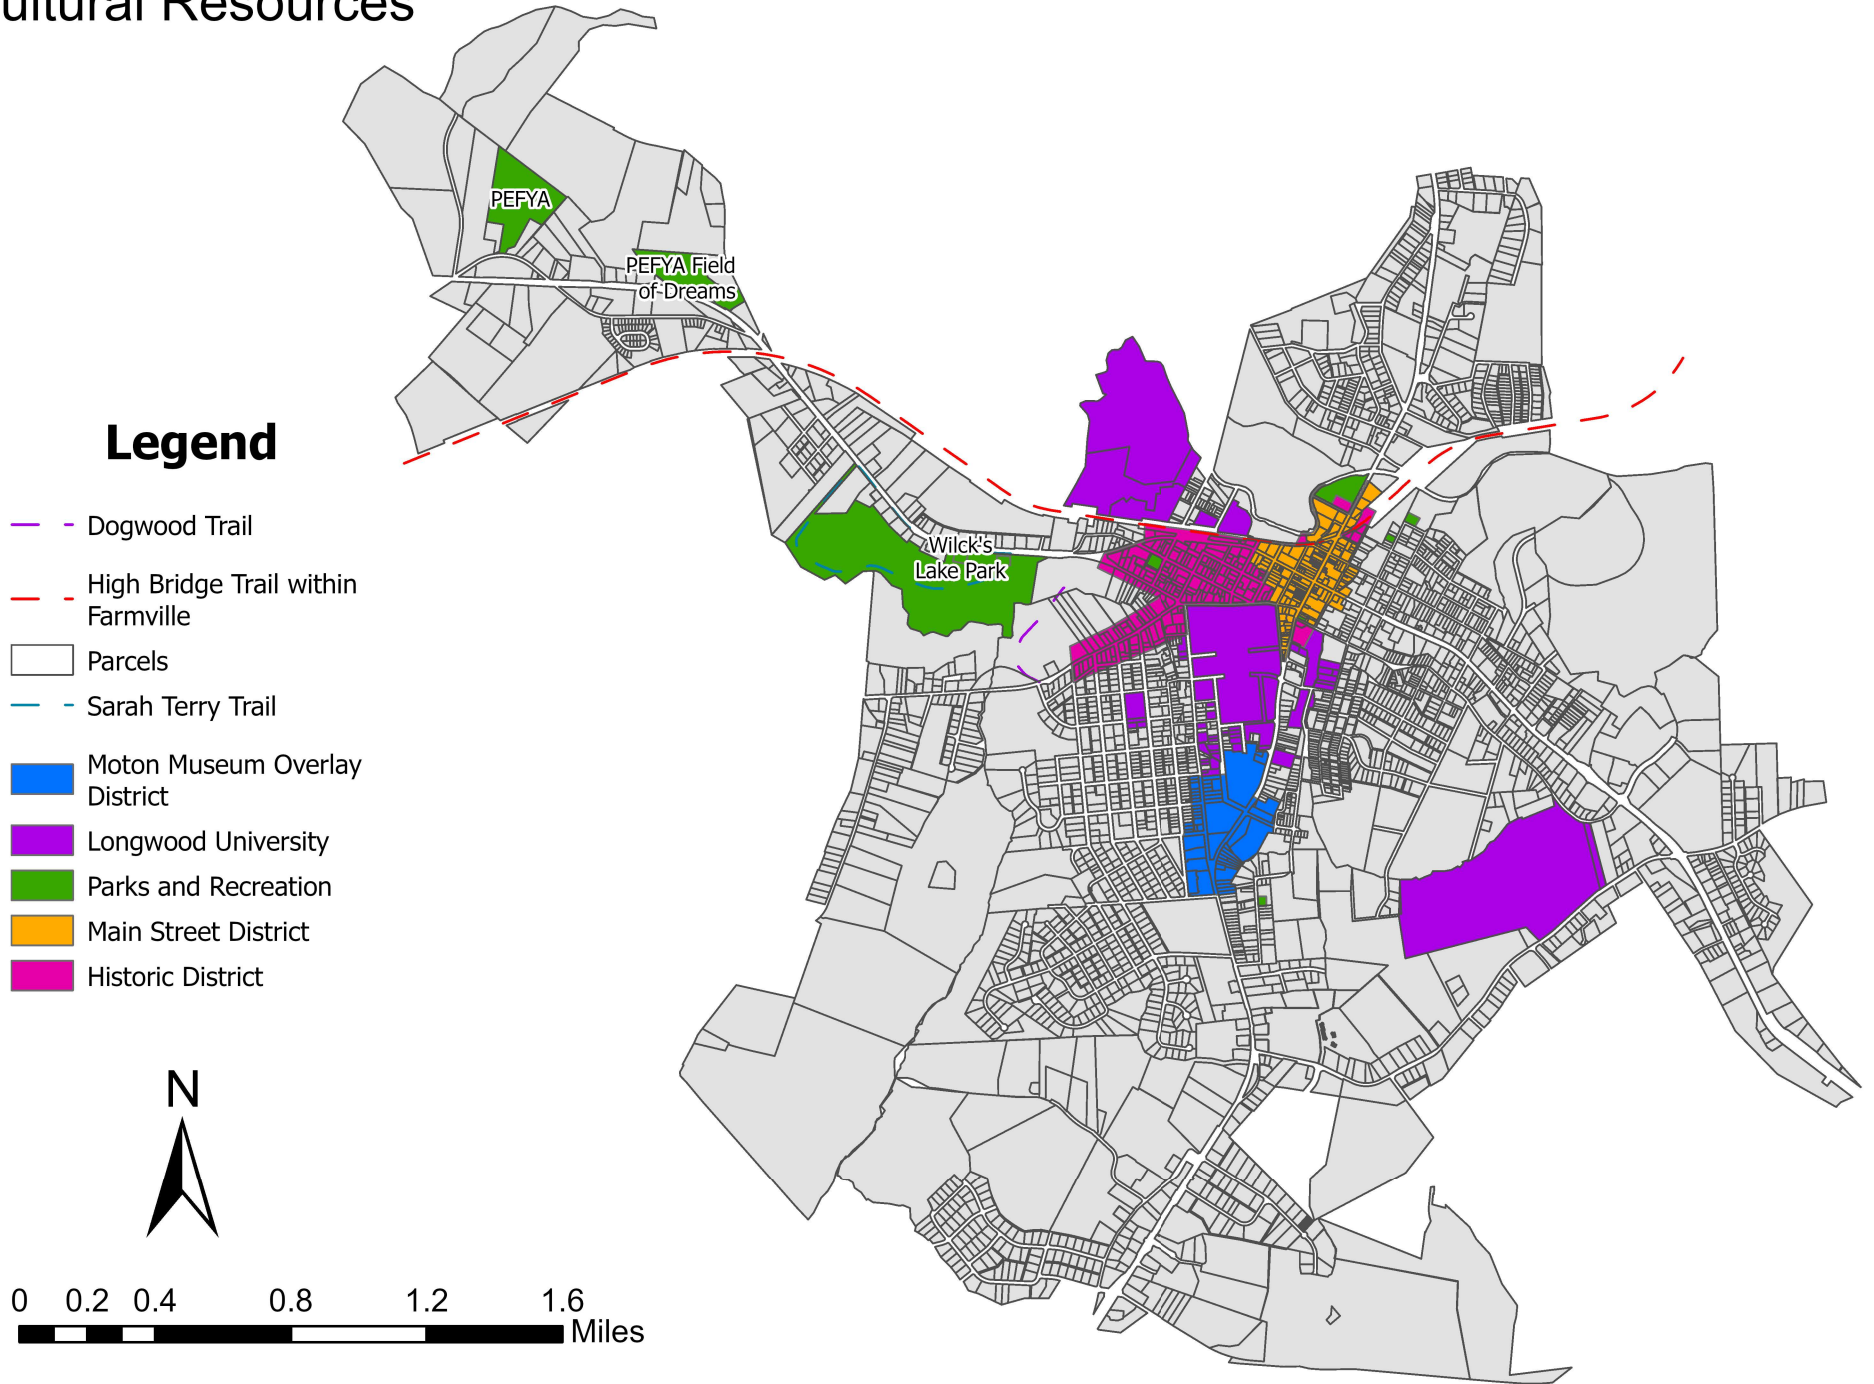 ultural Resources
PEFYA
PEFYA Field
of Dreams
Wilck's
Lake Park
Legend
Dogwood Trail
High Bridge Trail within
Farmville
Parcels
Sarah Terry Trail
Moton Museum Overlay
District
Longwood University
Parks and Recreation
Main Street District
Historic District
N
0 0.2 0.4 0.8 1.2 1.6
Miles